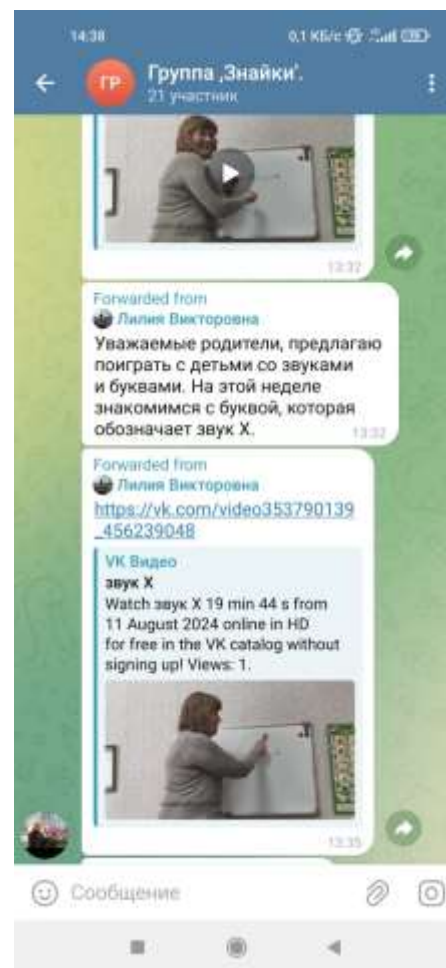 14:38
0,1 КБ/с
ГР
Группа ,Знайки'.
21 участник
13:32
Forwarded from
Лилия Викторовна
Уважаемые родители, предлагаю
поиграть с детьми со звуками
и буквами. На этой неделе
знакомимся с буквой, которая
обозначает звук Х.
13:32
Forwarded from
Лилия Викторовна
https://vk.com/video353790139
_456239048
VK Видео
звук Х
Watch звук Х 19 min 44 s from
11 August 2024 online in HD
for free in the VK catalog without
signing up! Views: 1.
13:35
Сообщение